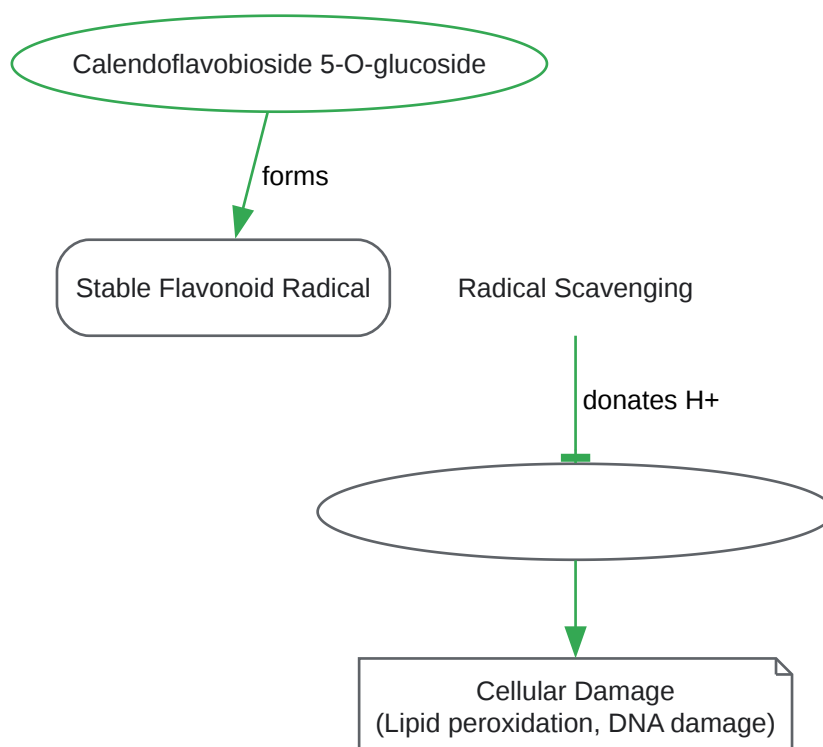 Calendoflavobioside 5-O-glucoside
forms
Stable Flavonoid Radical
Radical Scavenging
donates H+
Cellular Damage
(Lipid peroxidation, DNA damage)